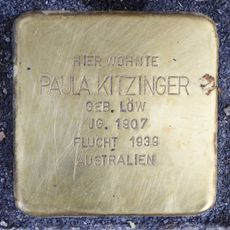 HIER WOHNTE
PAULA KITZINGER
GEB. LÖW
JG. 1907
FLUCHT 1939
AUSTRALIEN